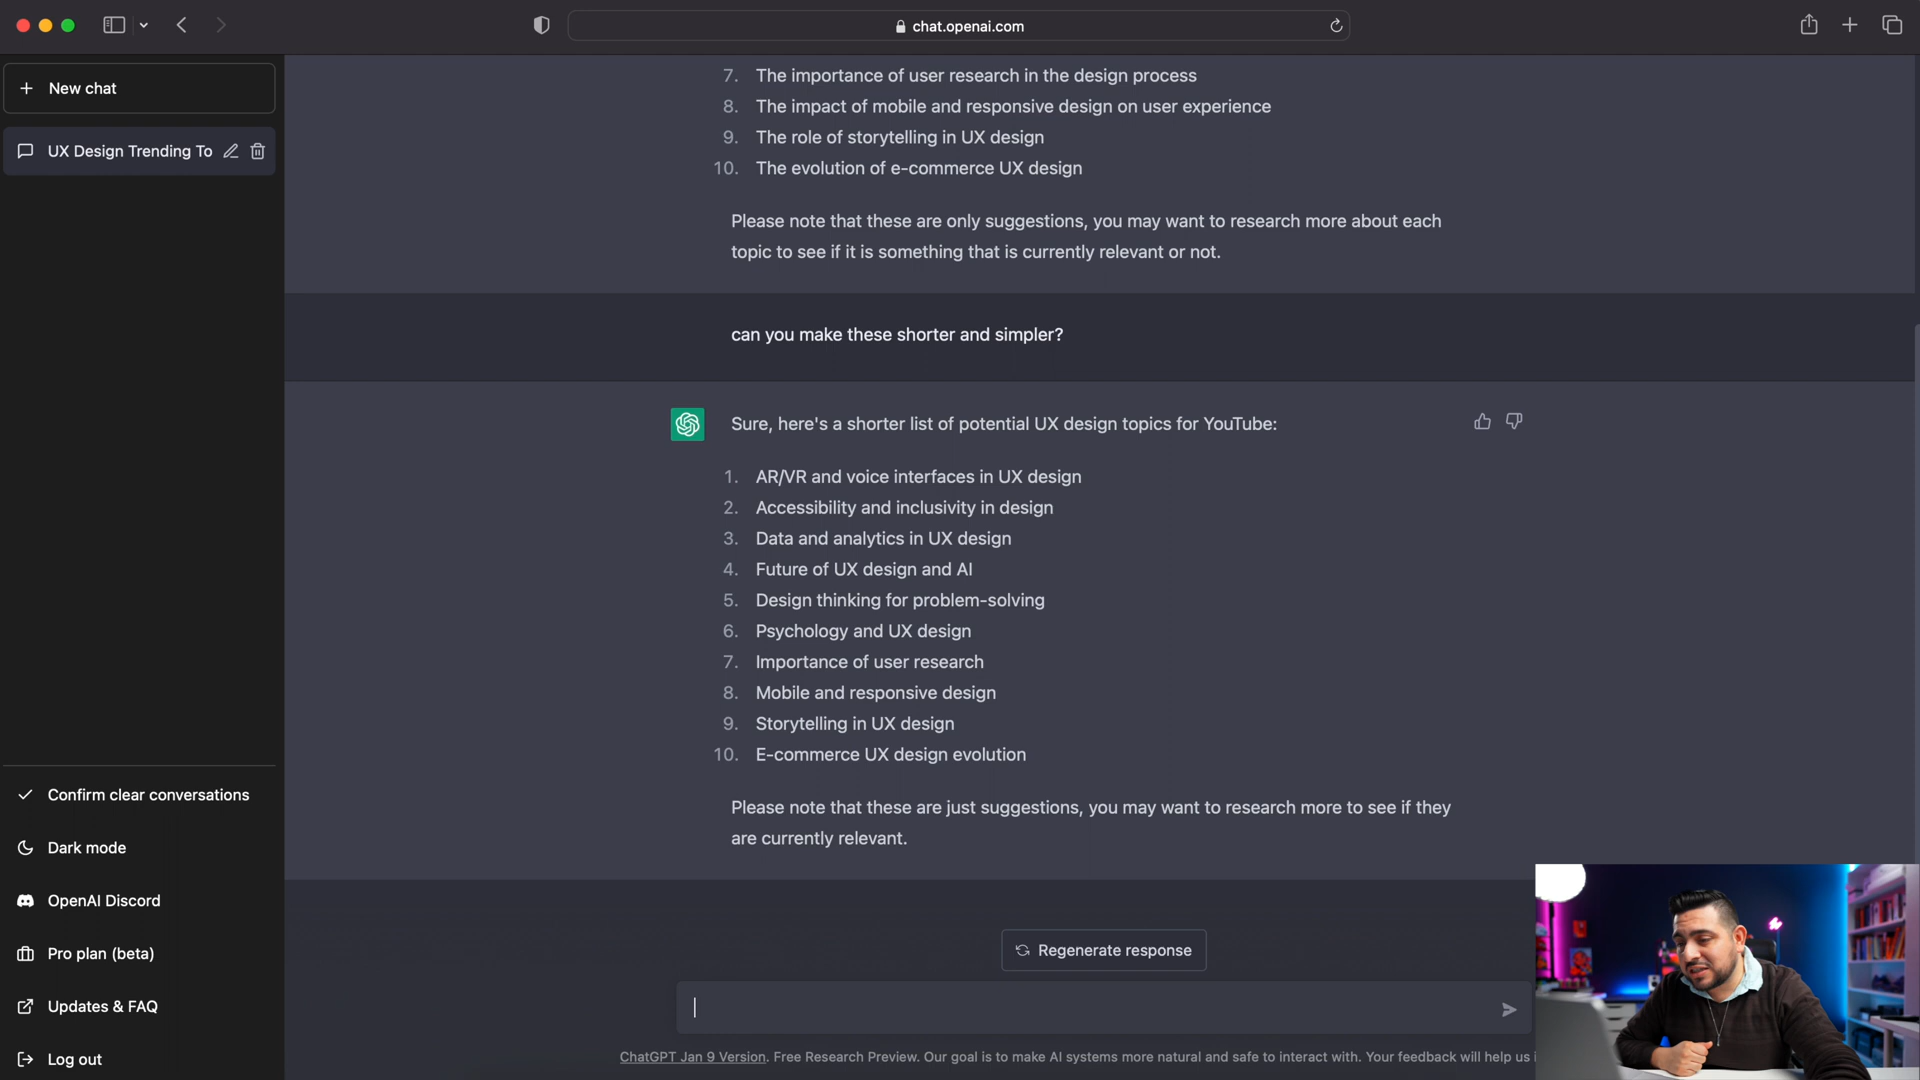 chat.openai.com
New chat
UX Design Trending To
7. The importance of user research in the design process
8. The impact of mobile and responsive design on user experience
9. The role of storytelling in UX design
10. The evolution of e-commerce UX design
Please note that these are only suggestions, you may want to research more about each
topic to see if it is something that is currently relevant or not.
can you make these shorter and simpler?
Sure, here's a shorter list of potential UX design topics for YouTube:
1. AR/VR and voice interfaces in UX design
2. Accessibility and inclusivity in design
3. Data and analytics in UX design
4. Future of UX design and AI
5. Design thinking for problem-solving
6. Psychology and UX design
7. Importance of user research
8. Mobile and responsive design
9. Storytelling in UX design
10. E-commerce UX design evolution
Please note that these are just suggestions, you may want to research more to see if they
are currently relevant.
Confirm clear conversations
Dark mode
OpenAI Discord
Pro plan (beta)
Updates & FAQ
Log out
Regenerate response
ChatGPT Jan 9 Version. Free Research Preview. Our goal is to make AI systems more natural and safe to interact with. Your feedback will help us